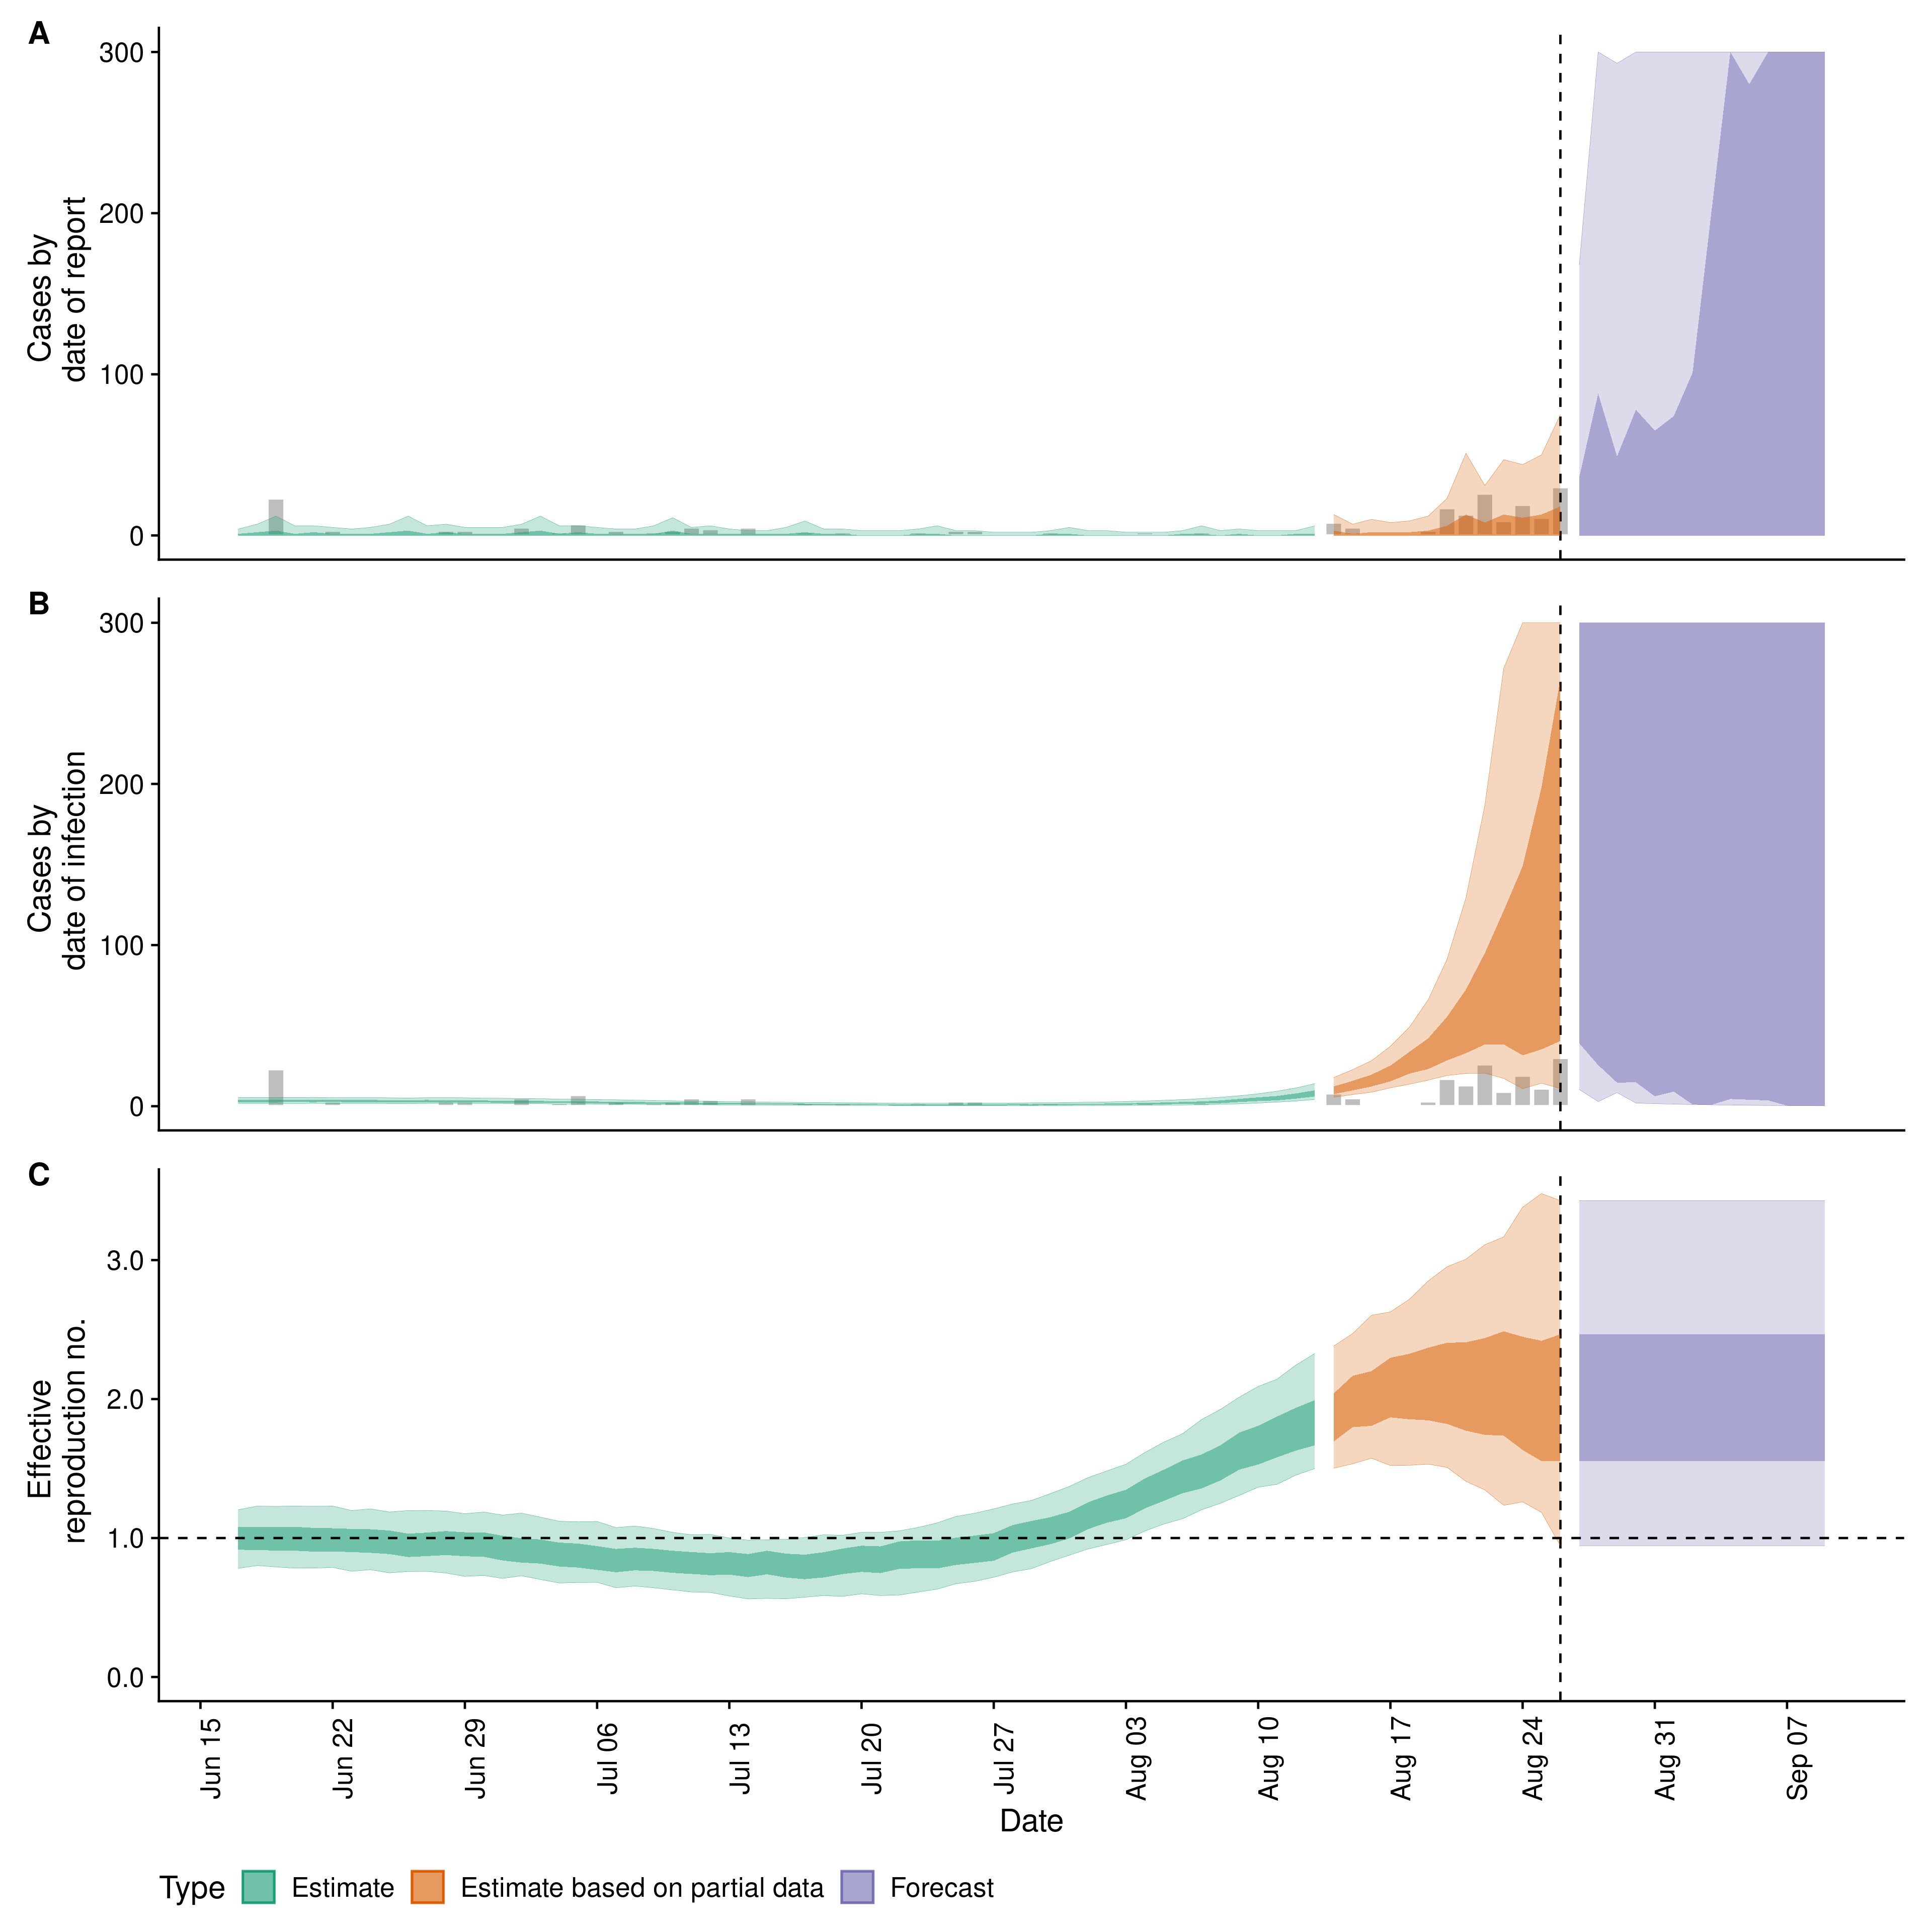 A
Cases by
date of report
300
200
100
0
B
Cases by
date of infection
300
200
100
0
C
Effective
reproduction no.
3.0
2.0
1.0
0.0
Jun 15
Jun 22
Jun 29
Jul 06
Jul 13
Jul 20
Jul 27
Aug 03
Aug 10
Aug 17
Aug 24
Aug 31
Sep 07
Date
Type Estimate Estimate based on partial data Forecast